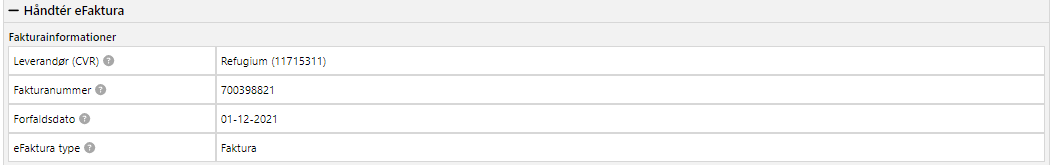 Håndtér eFaktura
Fakturainformationer
Leverandør (CVR) Refugium (11715311)
Fakturanummer 700398821
Forfaldsdato 01-12-2021
eFaktura type Faktura